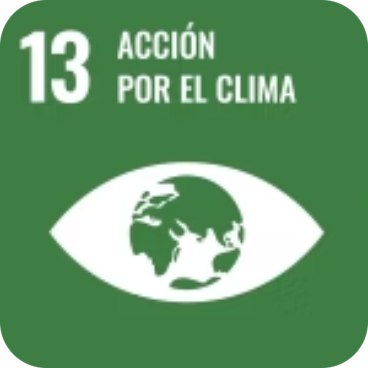 13
ACCIÓN
POR EL CLIMA